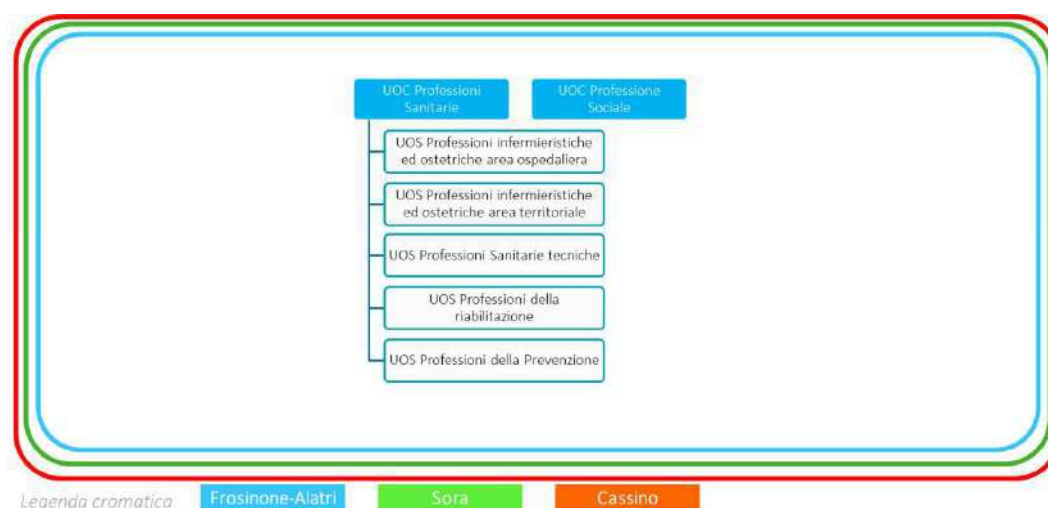 UOC Professioni
Sanitarie
UOC Professione
Sociale
UOS Professioni infermieristiche
ed ostetriche area ospedaliera
UOS Professioni infermieristiche
ed ostetriche area territoriale
UOS Professioni Sanitarie tecniche
UOS Professioni della
riabilitazione
UOS Professioni della Prevenzione
Legenda cromatica
Frosinone-Alatri
Sora
Cassino